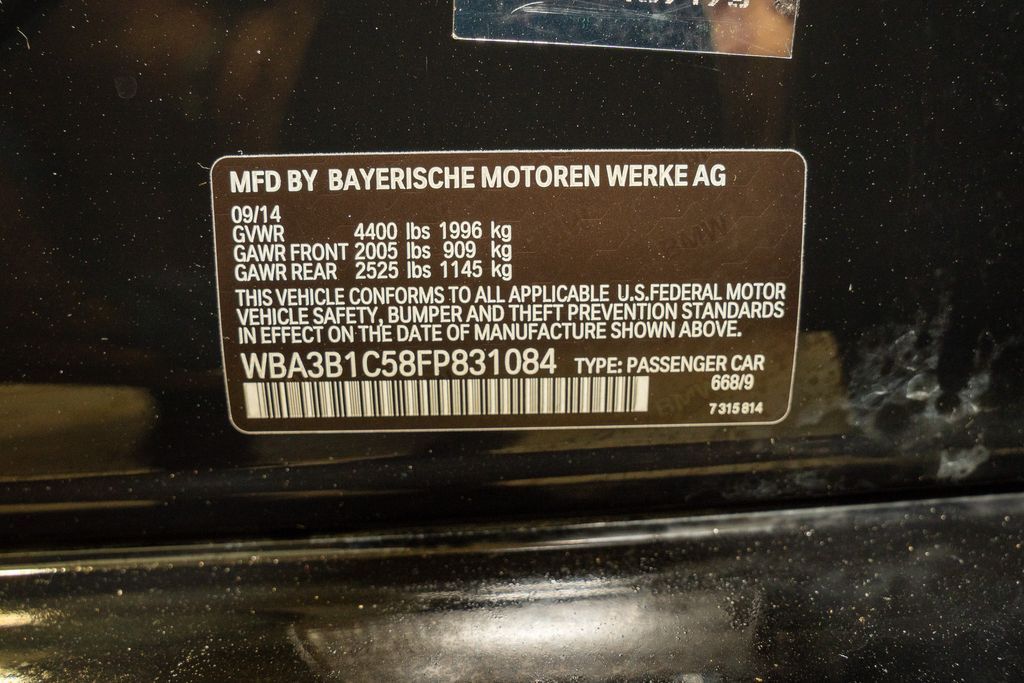 MFD BY BAYERISCHE MOTOREN WERKE AG
09/14
GVWR 4400 lbs 1996 kg
GAWR FRONT 2005 lbs 909 kg
GAWR REAR 2525 lbs 1145 kg
THIS VEHICLE CONFORMS TO ALL APPLICABLE U.S.FEDERAL MOTOR
VEHICLE SAFETY, BUMPER AND THEFT PREVENTION STANDARDS
IN EFFECT ON THE DATE OF MANUFACTURE SHOWN ABOVE.
WBA3B1C58FP831084 TYPE: PASSENGER CAR
668/9
7 315 814